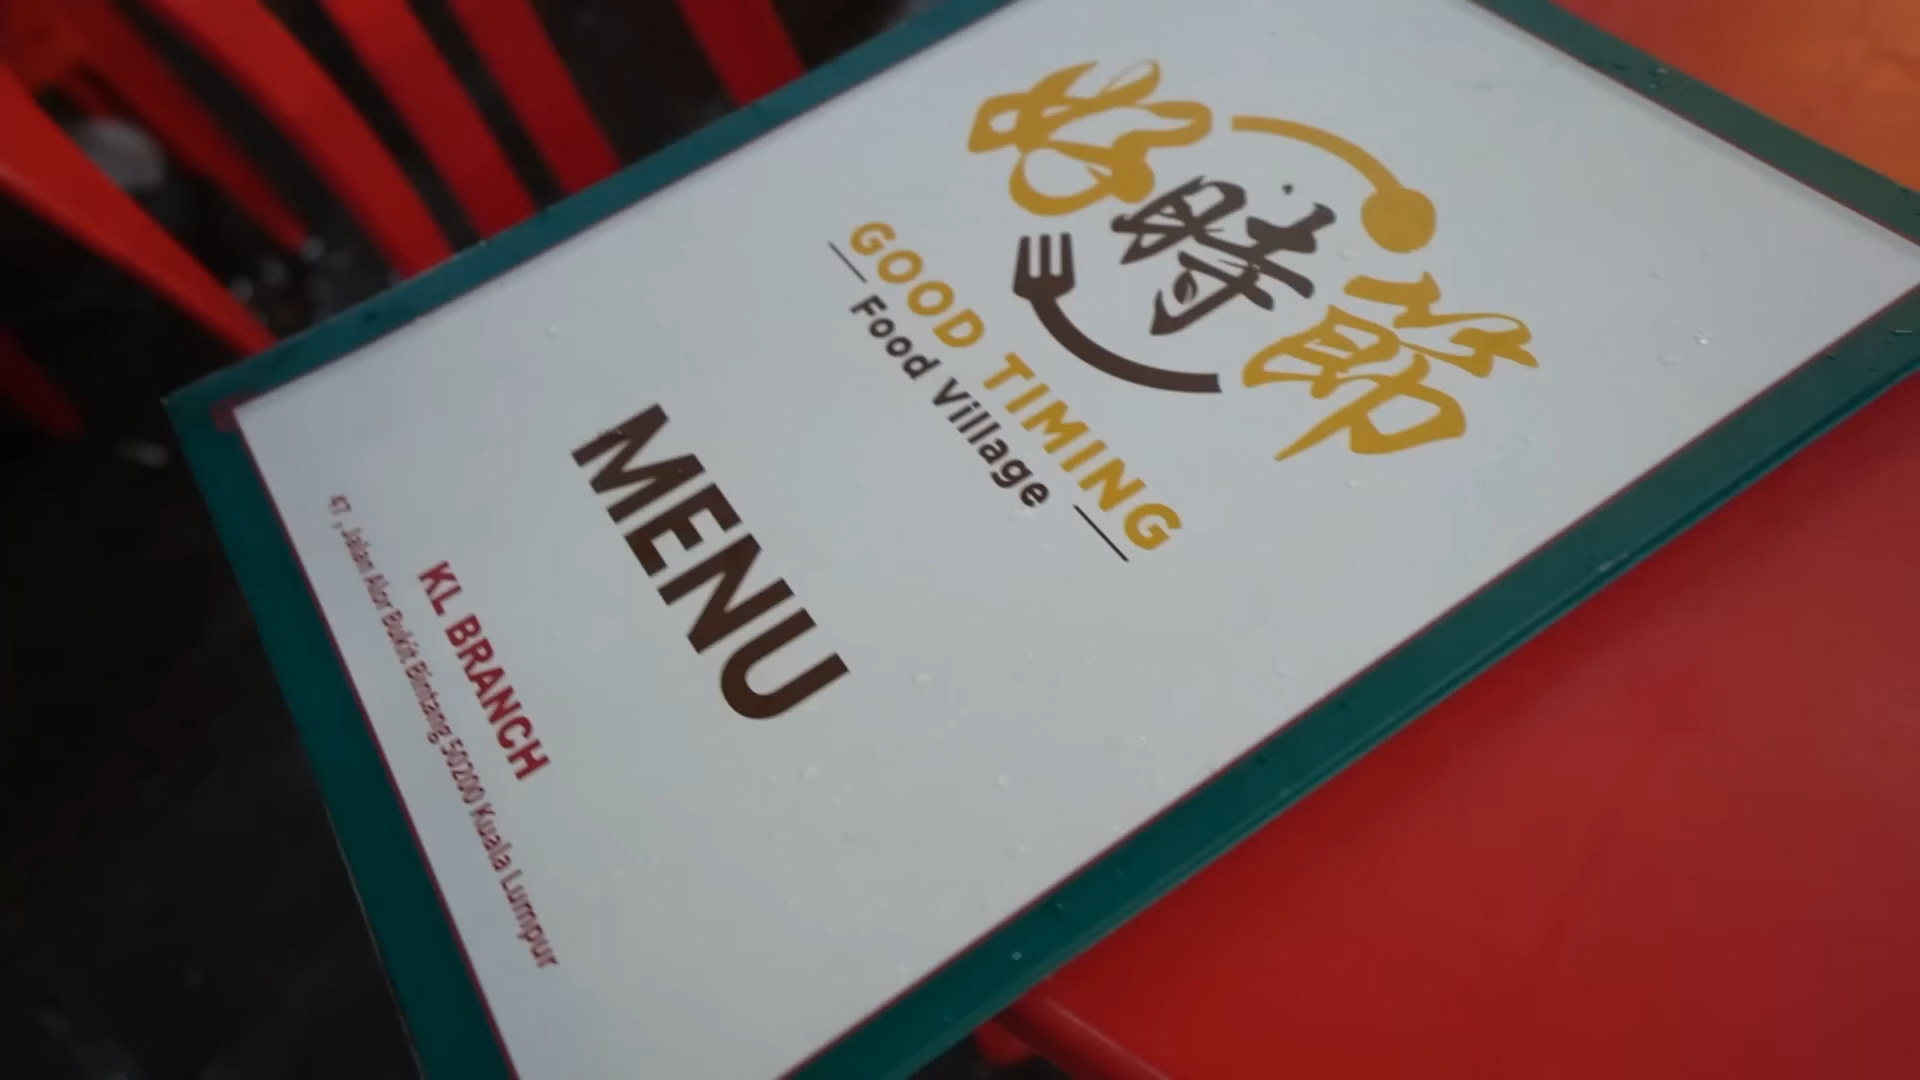 好時節
GOOD TIMING
Food Village
MENU
KL BRANCH
47, Jalan Alor Bukit Bintang 50200 Kuala Lumpur